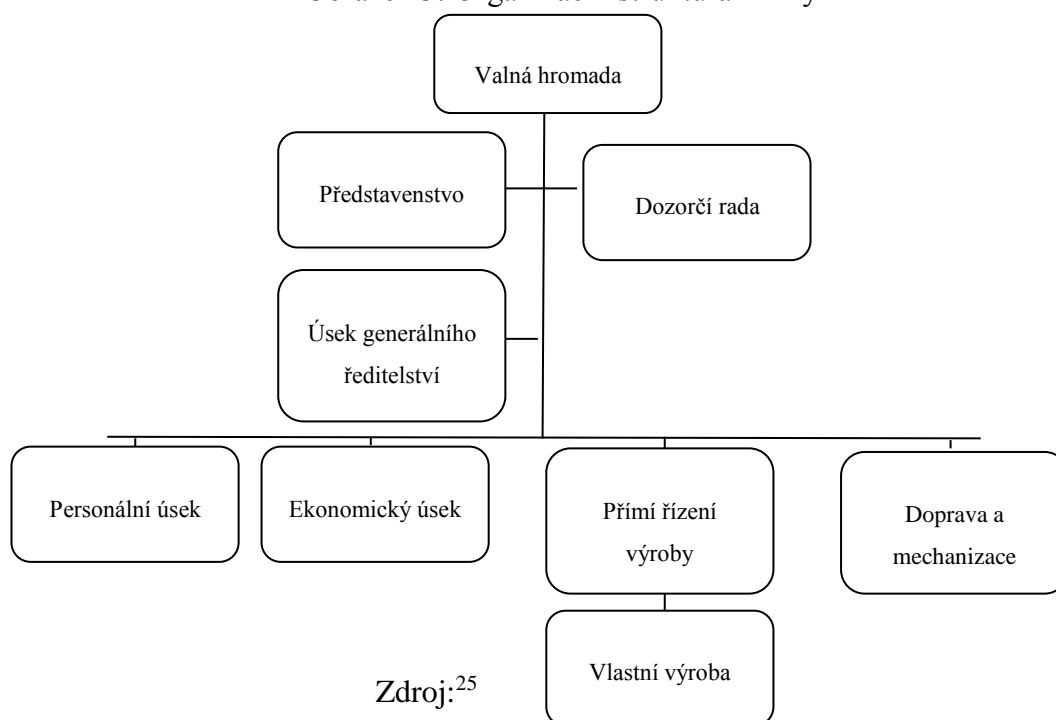 Valná hromada
Představenstvo
Dozorčí rada
Úsek generálního
ředitelství
Personální úsek
Ekonomický úsek
Přímí řízení
výroby
Doprava a
mechanizace
Vlastní výroba
Zdroj:25